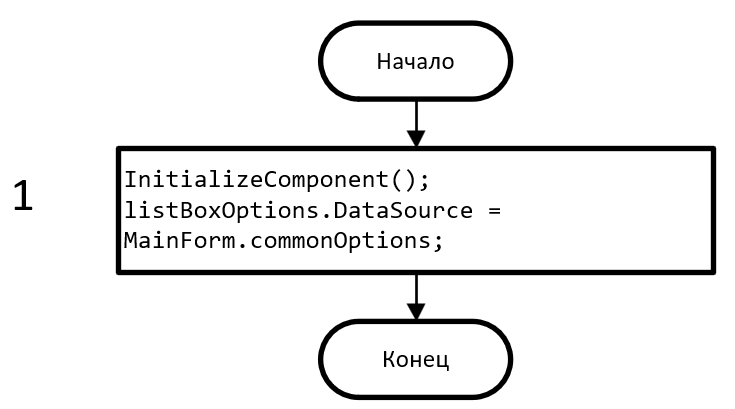 Начало
1
InitializeComponent();
listBoxOptions.DataSource =
MainForm.commonOptions;
Конец